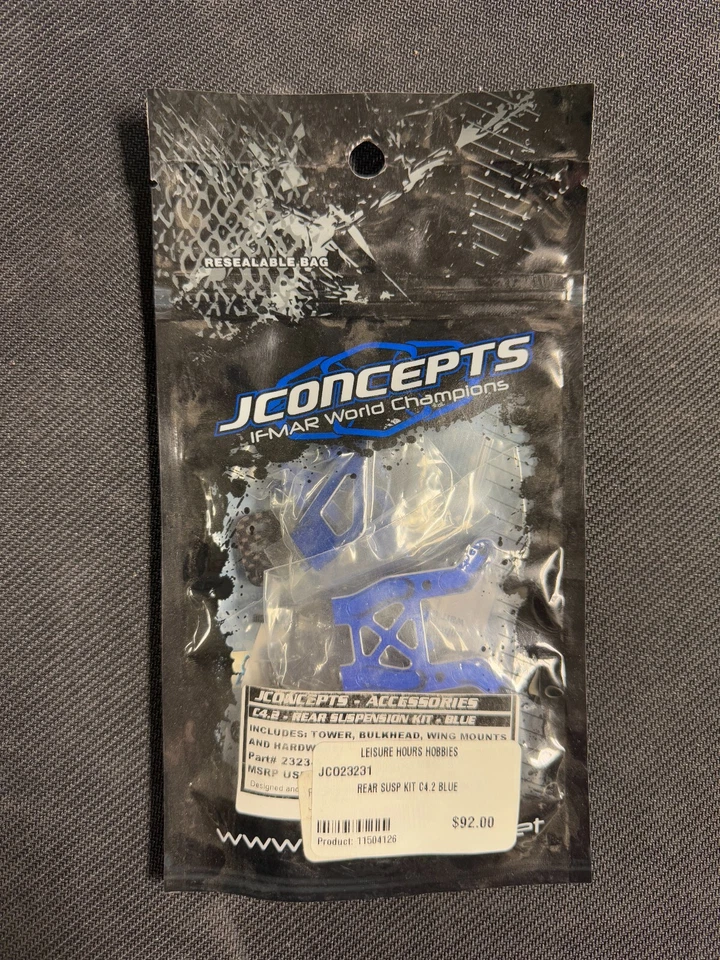 RESEALABLE BAG
JCONCEPTS
IFMAR World Champions
JCONCEPTS - ACCESSORIES
C4.2 - REAR SUSPENSION KIT - BLUE
INCLUDES: TOWER, BULKHEAD, WING MOUNTS
AND HARDW
Part# 2323
MSRP US
Designed and
LEISURE HOURS HOBBIES
JCO23231
REAR SUSP KIT C4.2 BLUE
$92.00
Product: 11504126
www.
et